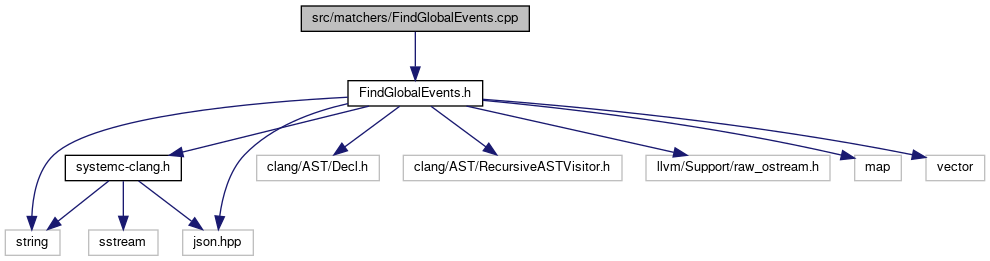 src/matchers/FindGlobalEvents.cpp
FindGlobalEvents.h
systemc-clang.h
clang/AST/Decl.h
clang/AST/RecursiveASTVisitor.h
llvm/Support/raw_ostream.h
map
vector
string
sstream
json.hpp